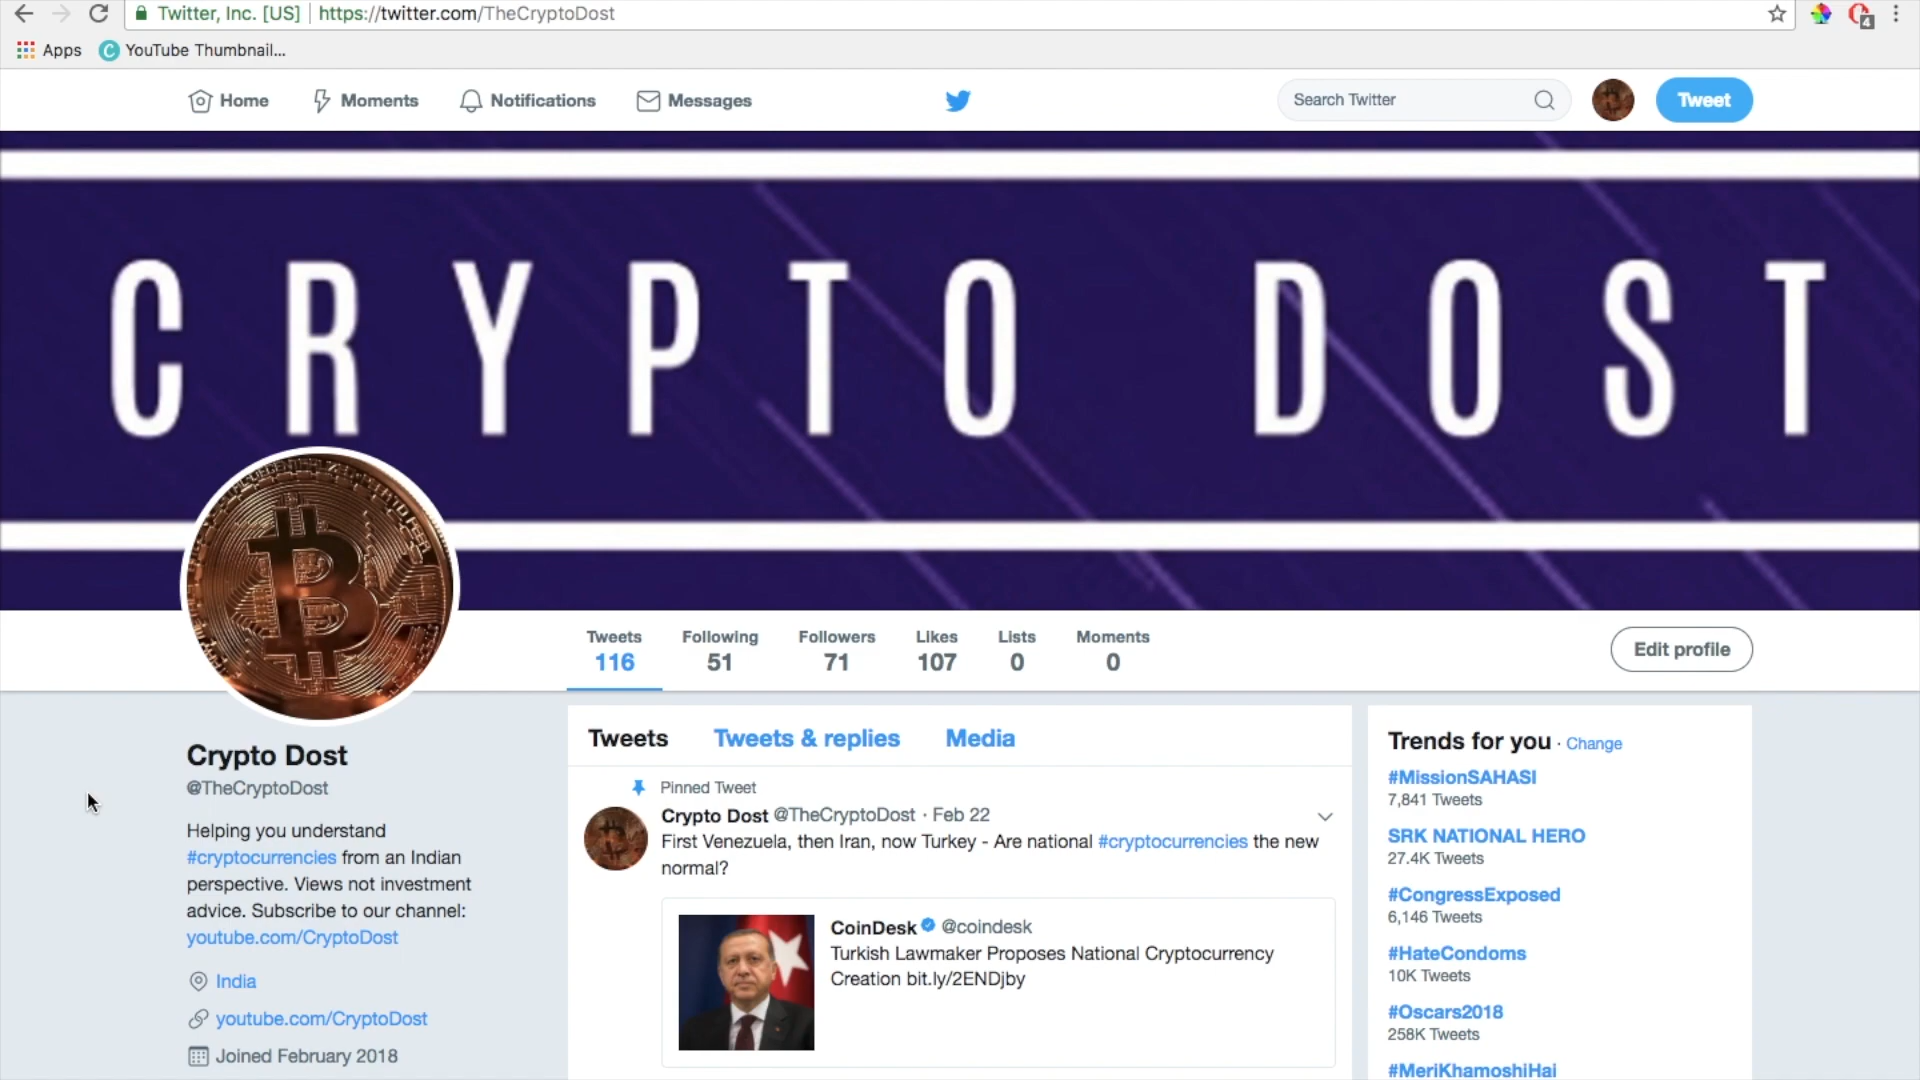 Twitter, Inc. [US] | https://twitter.com/TheCryptoDost
4
Apps
YouTube Thumbnail...
Home
Moments
Notifications
Messages
Search Twitter
Tweet
CRYPTO DOST
Tweets
116
Following
51
Followers
71
Likes
107
Lists
0
Moments
0
Edit profile
Crypto Dost
@TheCryptoDost
Helping you understand
#cryptocurrencies from an Indian
perspective. Views not investment
advice. Subscribe to our channel:
youtube.com/CryptoDost
India
youtube.com/CryptoDost
Joined February 2018
Tweets
Tweets & replies
Media
Pinned Tweet
Crypto Dost @TheCryptoDost · Feb 22
First Venezuela, then Iran, now Turkey - Are national #cryptocurrencies the new
normal?
CoinDesk @coindesk
Turkish Lawmaker Proposes National Cryptocurrency
Creation bit.ly/2ENDjby
Trends for you · Change
#MissionSAHASI
7,841 Tweets
SRK NATIONAL HERO
27.4K Tweets
#CongressExposed
6,146 Tweets
#HateCondoms
10K Tweets
#Oscars2018
258K Tweets
#MeriKhamoshiHai